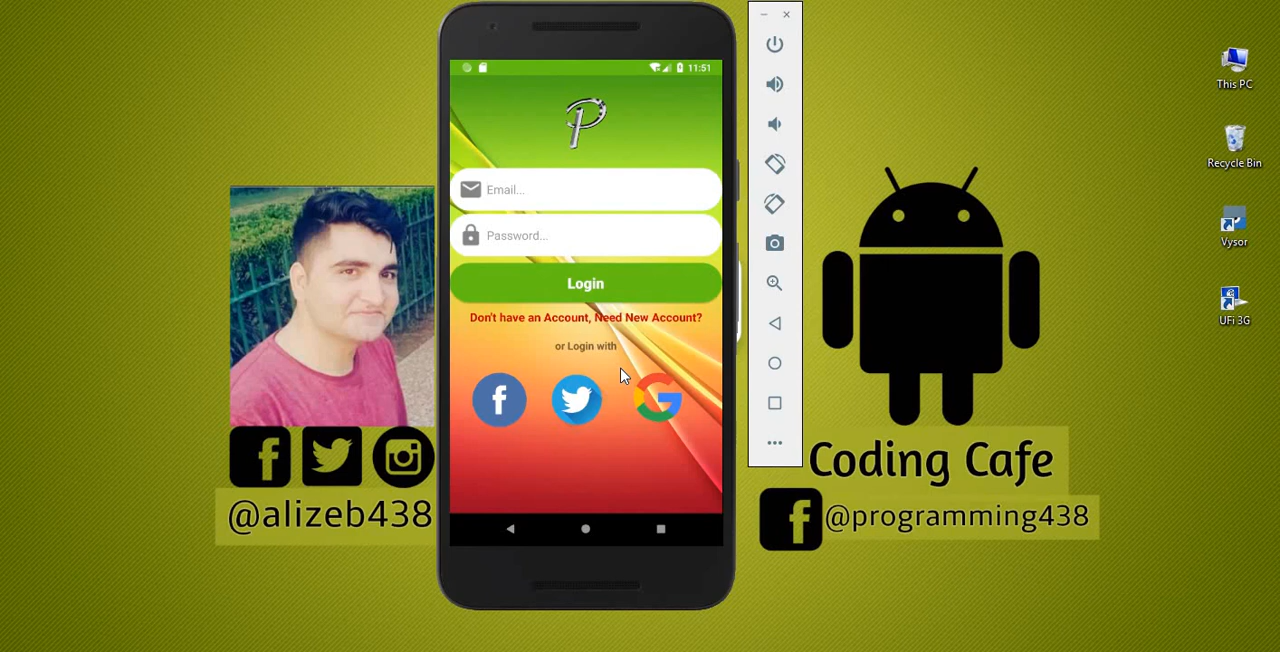 11:51
P
Email...
Password...
Login
Don't have an Account, Need New Account?
or Login with
f
G
f
@alizeb438
Coding Cafe
f @programming438
This PC
Recycle Bin
Vysor
UFi 3G